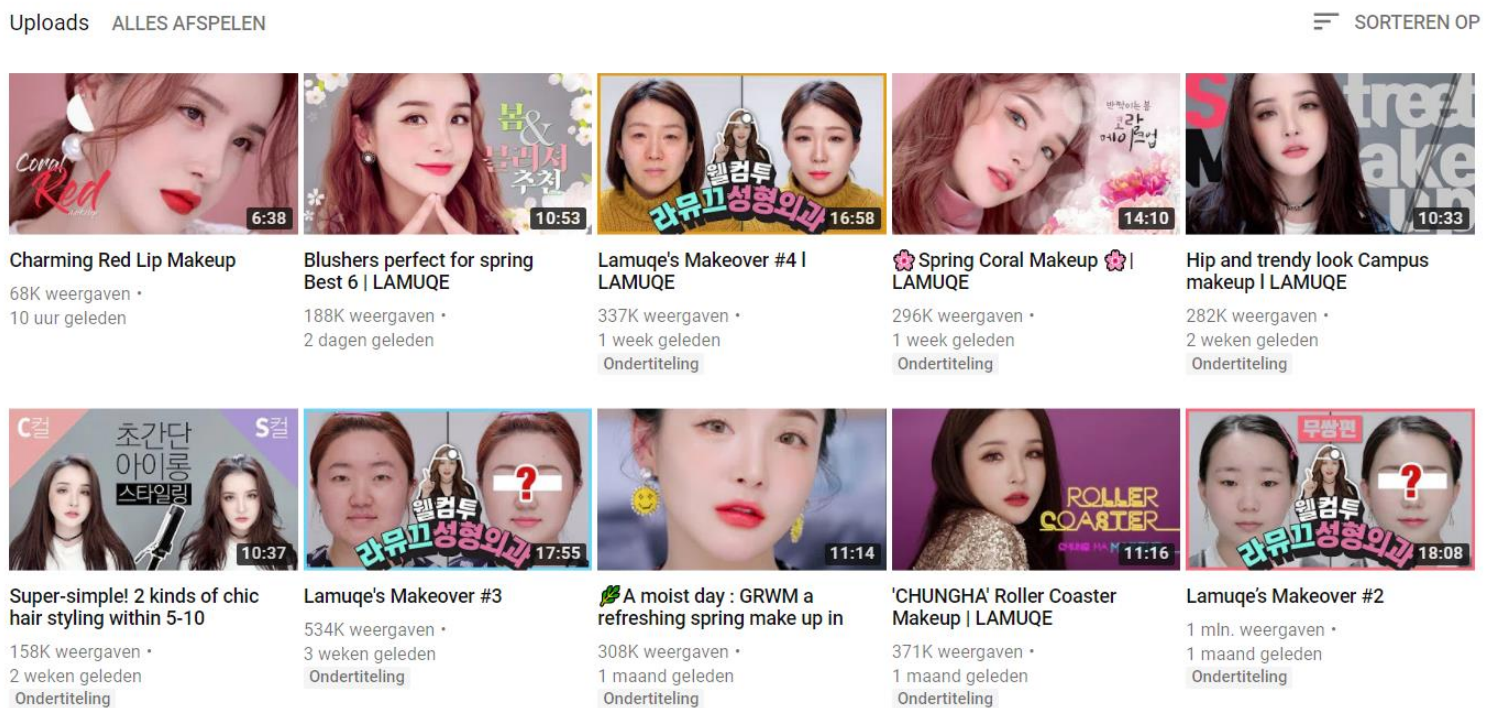 Uploads ALLES AFSPELEN
SORTEREN OP
Coral
Red
6:38
봄&
블러셔
추천
10:53
웰컴투
라뮤끄성형외과
16:58
반짝이는 봄
코랄
메이크업
14:10
Street
Make
up
10:33
Charming Red Lip Makeup
68K weergaven •
10 uur geleden
Blushers perfect for spring
Best 6 | LAMUQE
188K weergaven •
2 dagen geleden
Lamuqe's Makeover #4 l
LAMUQE
337K weergaven •
1 week geleden
Ondertiteling
🌸Spring Coral Makeup 🌸|
LAMUQE
296K weergaven •
1 week geleden
Ondertiteling
Hip and trendy look Campus
makeup l LAMUQE
282K weergaven •
2 weken geleden
Ondertiteling
C컬
초간단
아이롱
스타일링
S컬
10:37
웰컴투
라뮤끄성형외과
?
17:55
11:14
ROLLER
COASTER
CHUNG HA
11:16
무쌍편
웰컴투
라뮤끄성형외과
?
18:08
Super-simple! 2 kinds of chic
hair styling within 5-10
158K weergaven •
2 weken geleden
Ondertiteling
Lamuqe's Makeover #3
534K weergaven •
3 weken geleden
Ondertiteling
🌿A moist day : GRWM a
refreshing spring make up in
308K weergaven •
1 maand geleden
Ondertiteling
'CHUNGHA' Roller Coaster
Makeup | LAMUQE
371K weergaven •
1 maand geleden
Ondertiteling
Lamuqe’s Makeover #2
1 mln. weergaven •
1 maand geleden
Ondertiteling